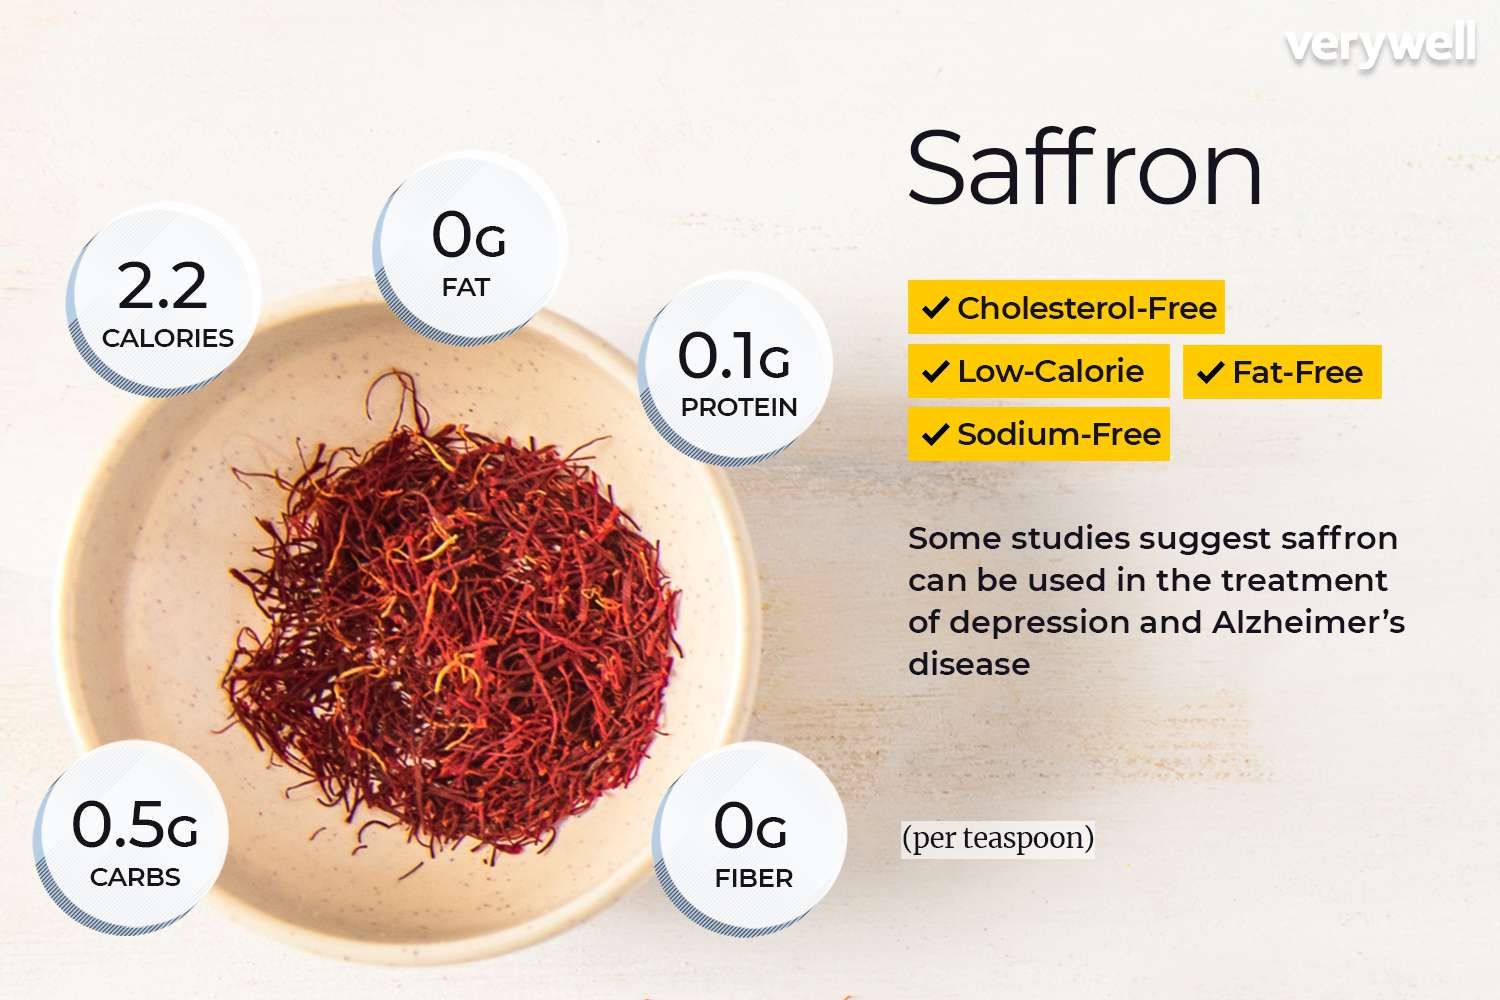 verywell
Saffron
✓ Cholesterol-Free
✓ Low-Calorie ✓ Fat-Free
✓ Sodium-Free
Some studies suggest saffron
can be used in the treatment
of depression and Alzheimer’s
disease
(per teaspoon)
2.2
CALORIES
0G
FAT
0.1G
PROTEIN
0.5G
CARBS
0G
FIBER